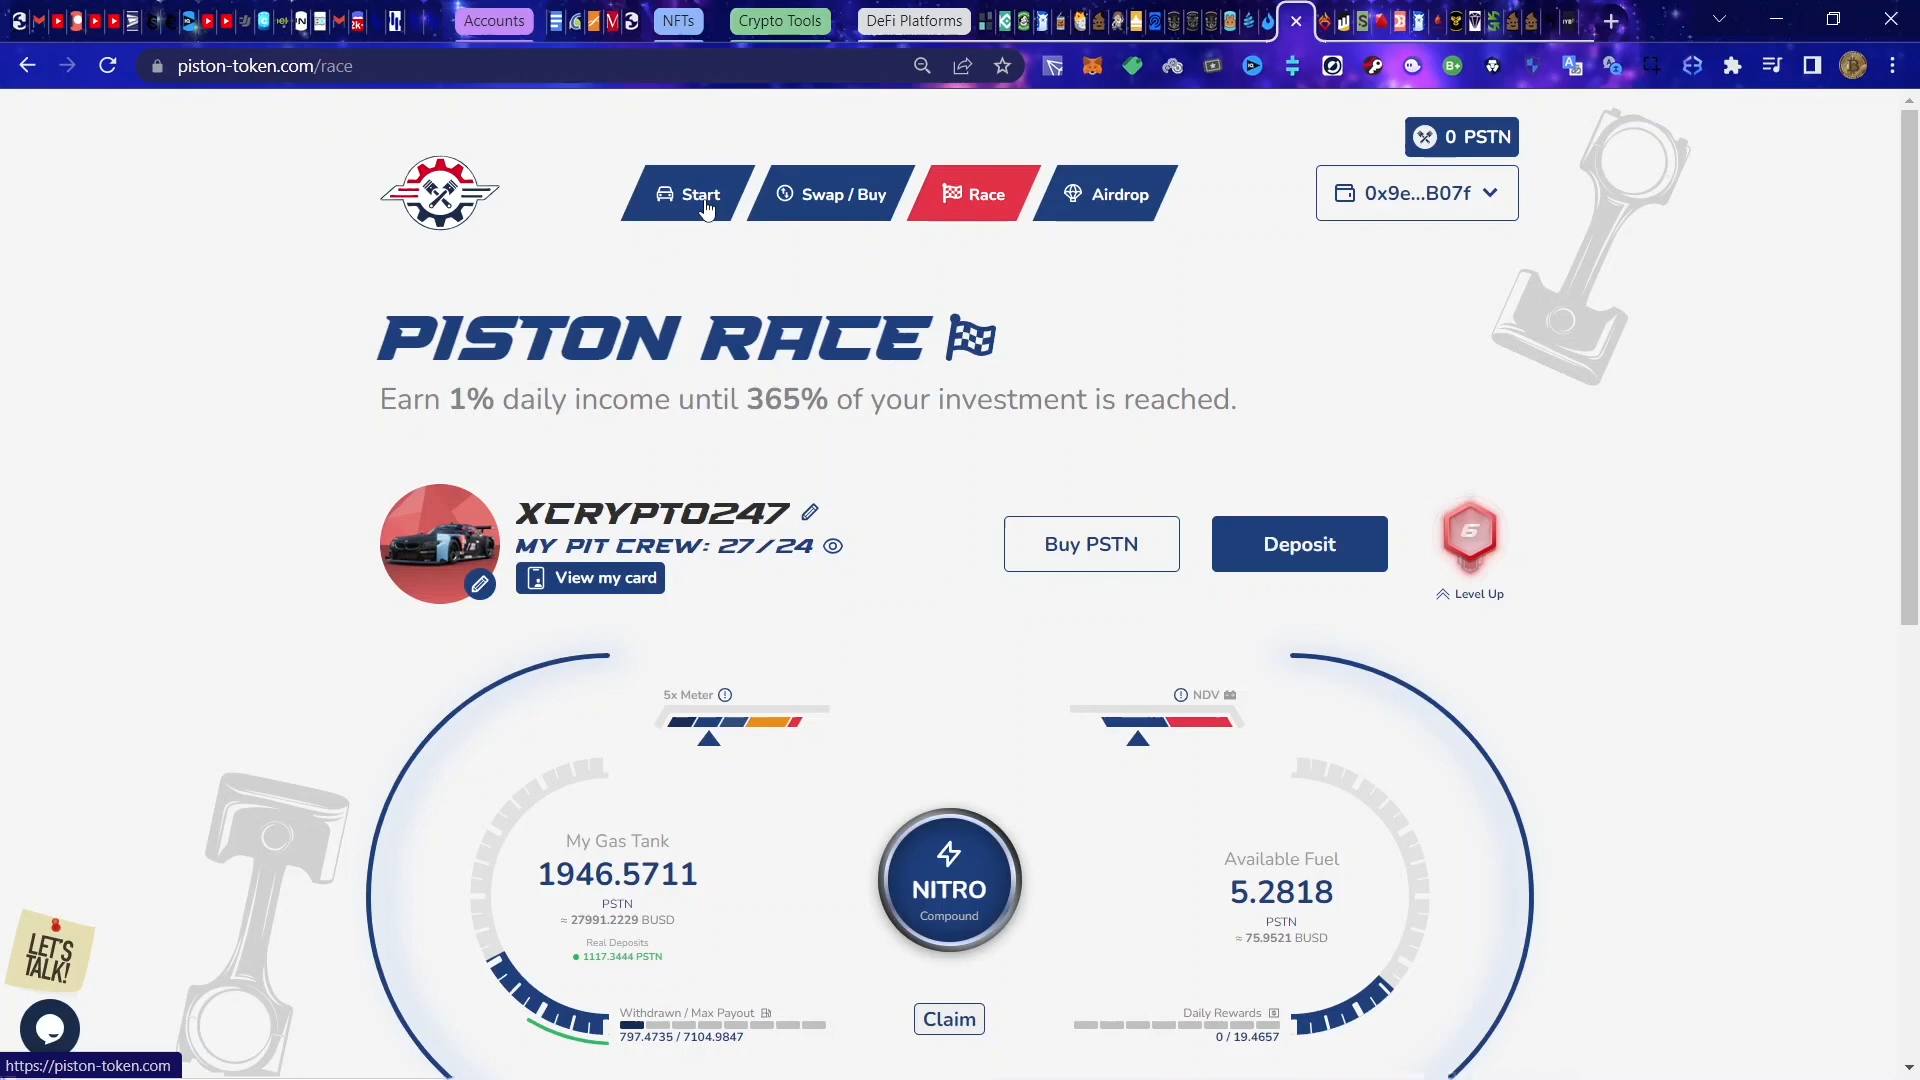 Accounts
NFTs
Crypto Tools
DeFi Platforms
piston-token.com/race
0 PSTN
Start
Swap / Buy
Race
Airdrop
0x9e...B07f
PISTON RACE
Earn 1% daily income until 365% of your investment is reached.
XCRYPTO247
MY PIT CREW: 27/24
View my card
Buy PSTN
Deposit
6
Level Up
5x Meter
NDV
My Gas Tank
1946.5711
PSTN
≈ 27991.2229 BUSD
Real Deposits
1117.3444 PSTN
NITRO
Compound
Available Fuel
5.2818
PSTN
≈ 75.9521 BUSD
Withdrawn / Max Payout
797.4735 / 7104.9847
Claim
Daily Rewards
0 / 19.4657
LET'S
TALK!
https://piston-token.com